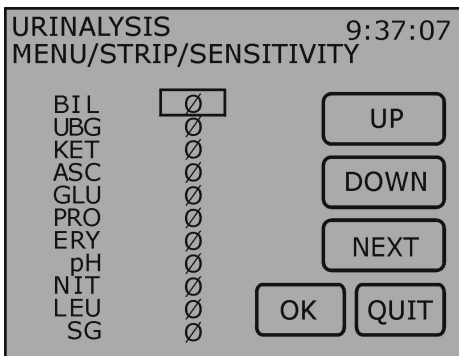 URINALYSIS 9:37:07
MENU/STRIP/SENSITIVITY
BIL Ø
UBG Ø
KET Ø
ASC Ø
GLU Ø
PRO Ø
ERY Ø
pH Ø
NIT Ø
LEU Ø
SG Ø
UP
DOWN
NEXT
OK QUIT